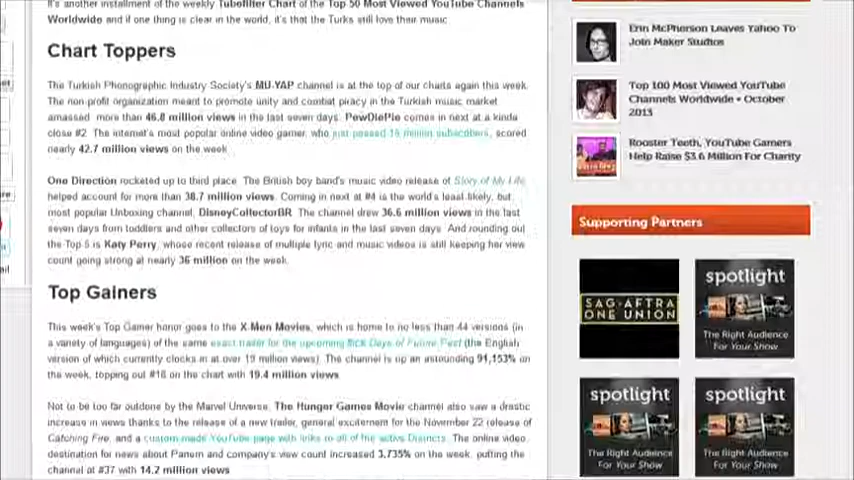 It's another installment of the weekly Tubefilter Chart of the Top 50 Most Viewed YouTube Channels
Worldwide and if one thing is clear in the world, it's that the Turks still love their music.
Chart Toppers
The Turkish Phonographic Industry Society's MU-YAP channel is at the top of our charts again this week.
The non-profit organization meant to promote unity and combat piracy in the Turkish music market
amassed more than 46.8 million views in the last seven days. PewDiePie comes in next at a kinda
close #2. The internet's most popular online video gamer, who just passed 15 million subscribers, scored
nearly 42.7 million views on the week.
One Direction rocketed up to third place. The British boy band's music video release of Story of My Life
helped account for more than 38.7 million views. Coming in next at #4 is the world's least likely, but
most popular Unboxing channel, DisneyCollectorBR. The channel drew 36.6 million views in the last
seven days from toddlers and other collectors of toys for infants in the last seven days. And rounding out
the Top 5 is Katy Perry, whose recent release of multiple lyric and music videos is still keeping her view
count going strong at nearly 36 million on the week.
Top Gainers
This week's Top Gainer honor goes to the X-Men Movies, which is home to no less than 44 versions (in
a variety of languages) of the same exact trailer for the upcoming flick Days of Future Past (the English
version of which currently clocks in at over 19 million views). The channel is up an astounding 91,153% on
the week, topping out #18 on the chart with 19.4 million views.
Not to be too far outdone by the Marvel Universe, The Hunger Games Movie channel also saw a drastic
increase in views thanks to the release of a new trailer, general excitement for the November 22 release of
Catching Fire, and a custom-made YouTube page with links to all of the active Districts. The online video
destination for news about Panem and company's view count increased 3,735% on the week, putting the
channel at #37 with 14.2 million views
Erin McPherson Leaves Yahoo To
Join Maker Studios
Top 100 Most Viewed YouTube
Channels Worldwide • October
2013
Rooster Teeth, YouTube Gamers
Help Raise $3.6 Million For Charity
Supporting Partners
SAG-AFTRA
ONE UNION
spotlight
The Right Audience
For Your Show
spotlight
The Right Audience
For Your Show
spotlight
The Right Audience
For Your Show